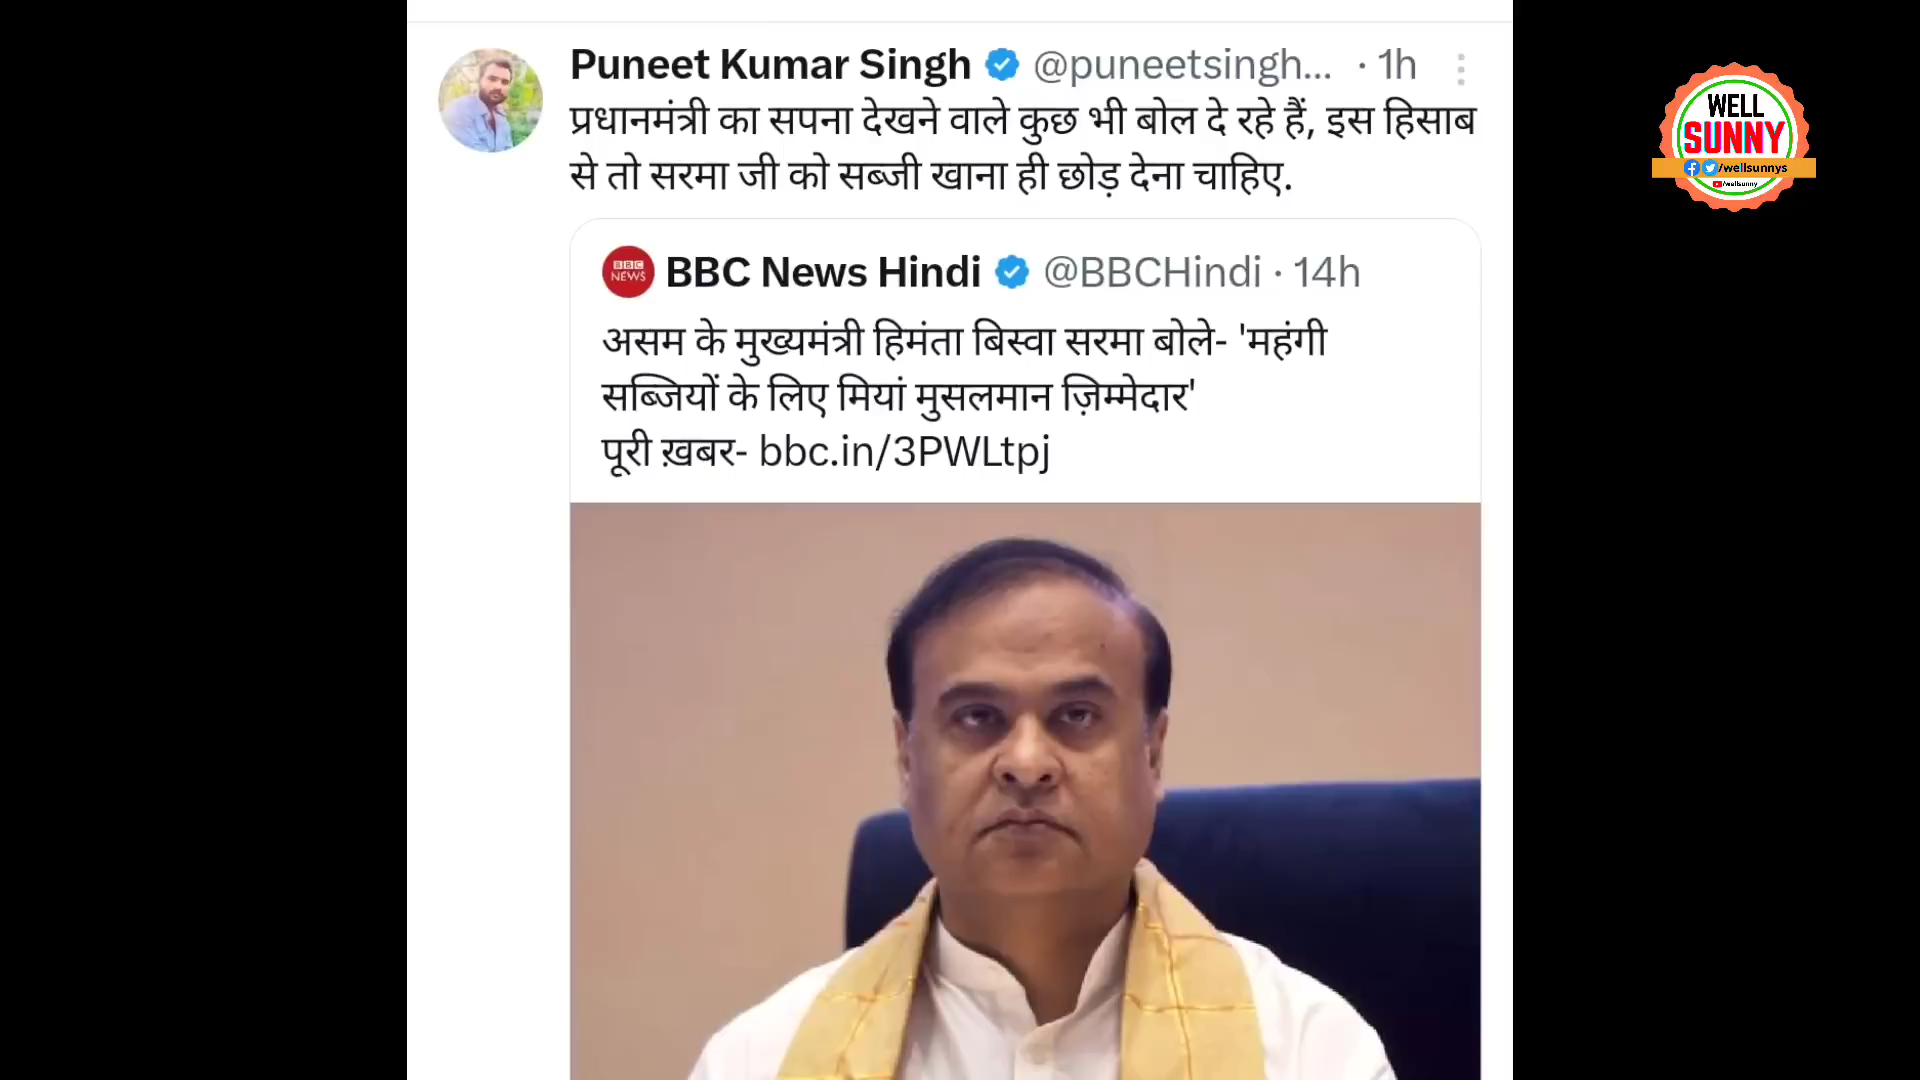 Puneet Kumar Singh @puneetsingh... · 1h
प्रधानमंत्री का सपना देखने वाले कुछ भी बोल दे रहे हैं, इस हिसाब
से तो सरमा जी को सब्जी खाना ही छोड़ देना चाहिए.
BBC NEWS
BBC News Hindi @BBCHindi · 14h
असम के मुख्यमंत्री हिमंता बिस्वा सरमा बोले- 'महंगी
सब्जियों के लिए मियां मुसलमान ज़िम्मेदार'
पूरी ख़बर- bbc.in/3PWLtpj
WELL
SUNNY
/wellsunnys
/wellsunny